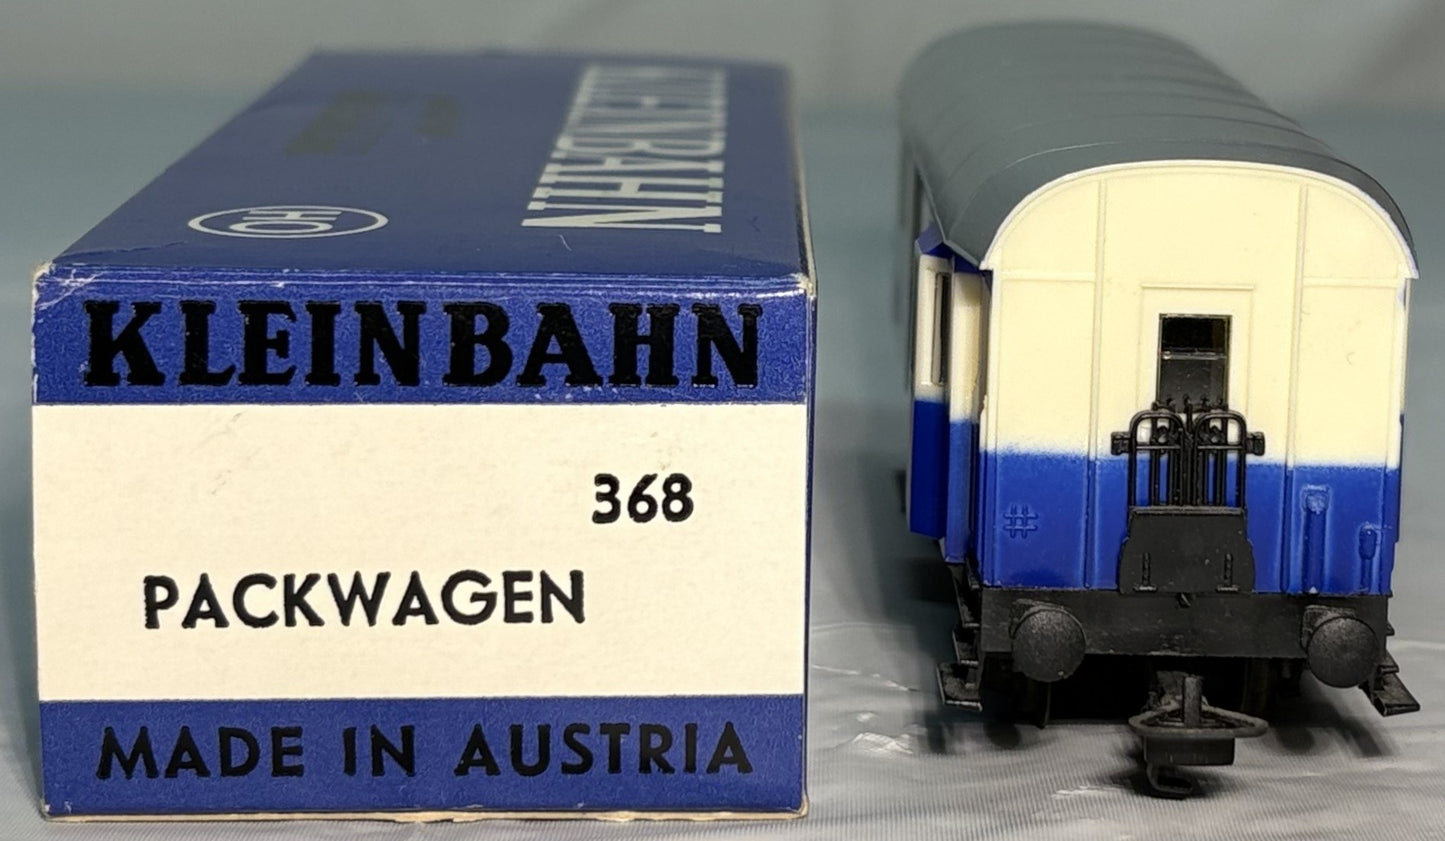 KLEINBAHN
HO
KLEINBAHN
368
PACKWAGEN
MADE IN AUSTRIA